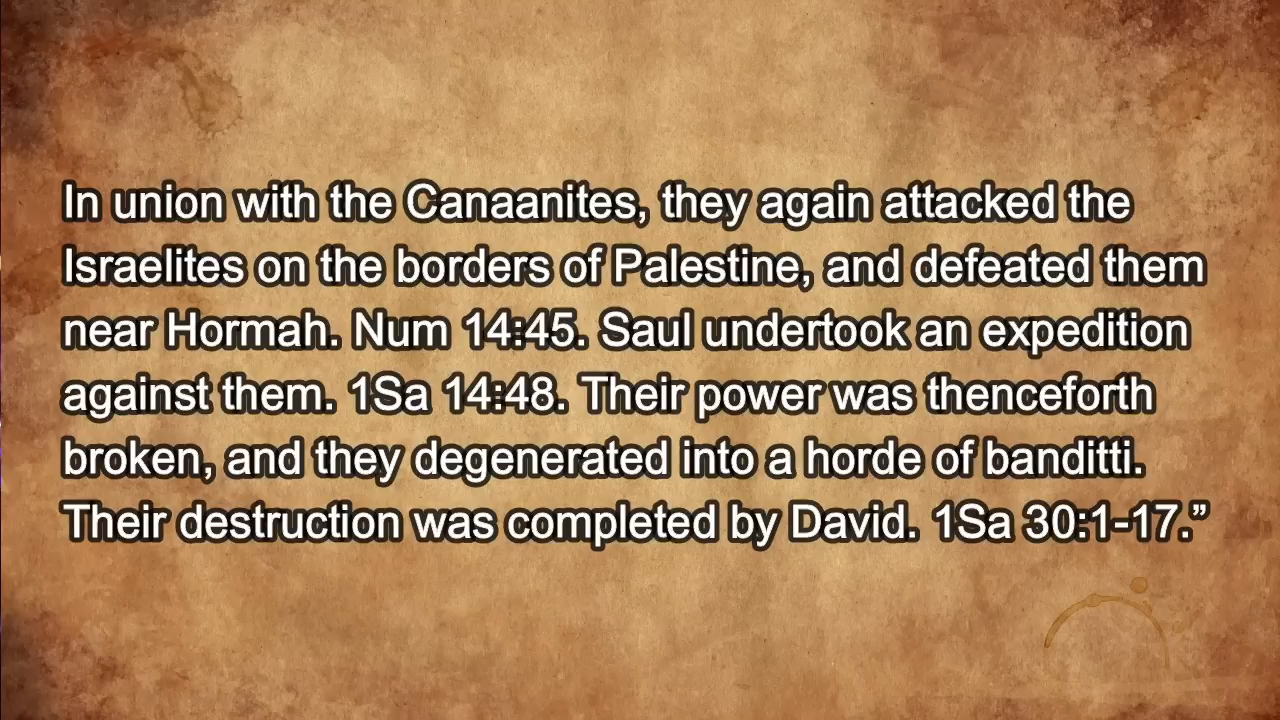 In union with the Canaanites, they again attacked the
Israelites on the borders of Palestine, and defeated them
near Hormah. Num 14:45. Saul undertook an expedition
against them. 1Sa 14:48. Their power was thenceforth
broken, and they degenerated into a horde of banditti.
Their destruction was completed by David. 1Sa 30:1-17.”